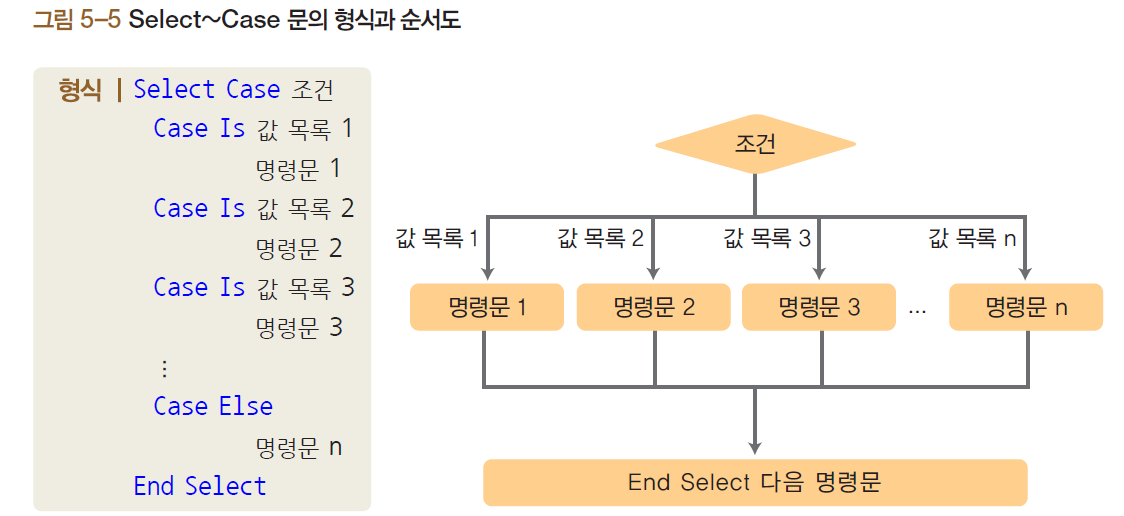 그림 5-5 Select~Case 문의 형식과 순서도
형식 | Select Case 조건
Case Is 값 목록 1
명령문 1
Case Is 값 목록 2
명령문 2
Case Is 값 목록 3
명령문 3
⋮
Case Else
명령문 n
End Select
조건
값 목록 1
값 목록 2
값 목록 3
값 목록 n
명령문 1
명령문 2
명령문 3
...
명령문 n
End Select 다음 명령문